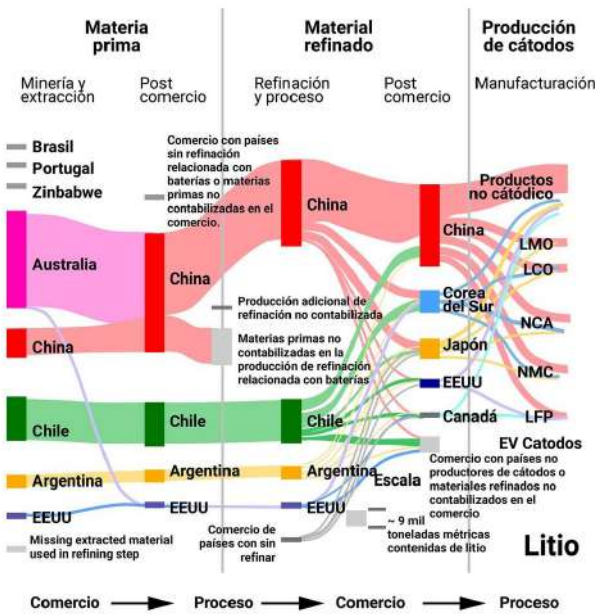 Materia
prima
Material
refinado
Producción
de cátodos
Minería y
extracción
Post
comercio
Refinación
y proceso
Post
comercio
Manufacturación
Brasil
Portugal
Zinbabwe
Comercio con países
sin refinación
relacionada con
baterías o materias
primas no
contabilizadas en el
comercio.
Australia
China
China
China
China
Productos
no catódico
LMO
LCO
NCA
NMC
LFP
Producción adicional de
refinación no contabilizada
Materias primas no
contabilizadas en la
producción de refinación
relacionada con baterías
Corea
del Sur
Japón
EEUU
Canadá
Chile
Chile
Chile
EV Catodos
Argentina
Argentina
Argentina
Escala
Comercio con países no
productores de cátodos o
materiales refinados no
contabilizados en el
comercio
EEUU
EEUU
EEUU
~ 9 mil
toneladas métricas
contenidas de litio
Missing extracted material
used in refining step
Comercio de
países con sin
refinar
Litio
Comercio
Proceso
Comercio
Proceso